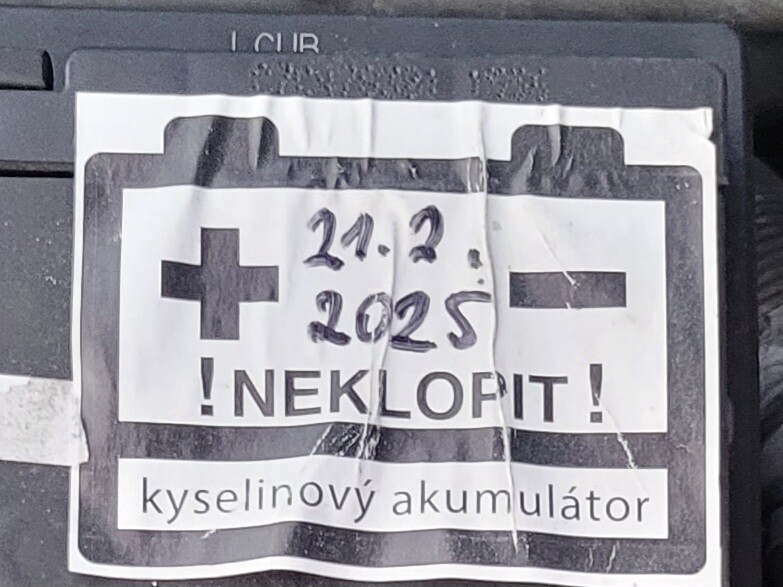 21.2.
2025
!NEKLOPIT!
kyselinový akumulátor